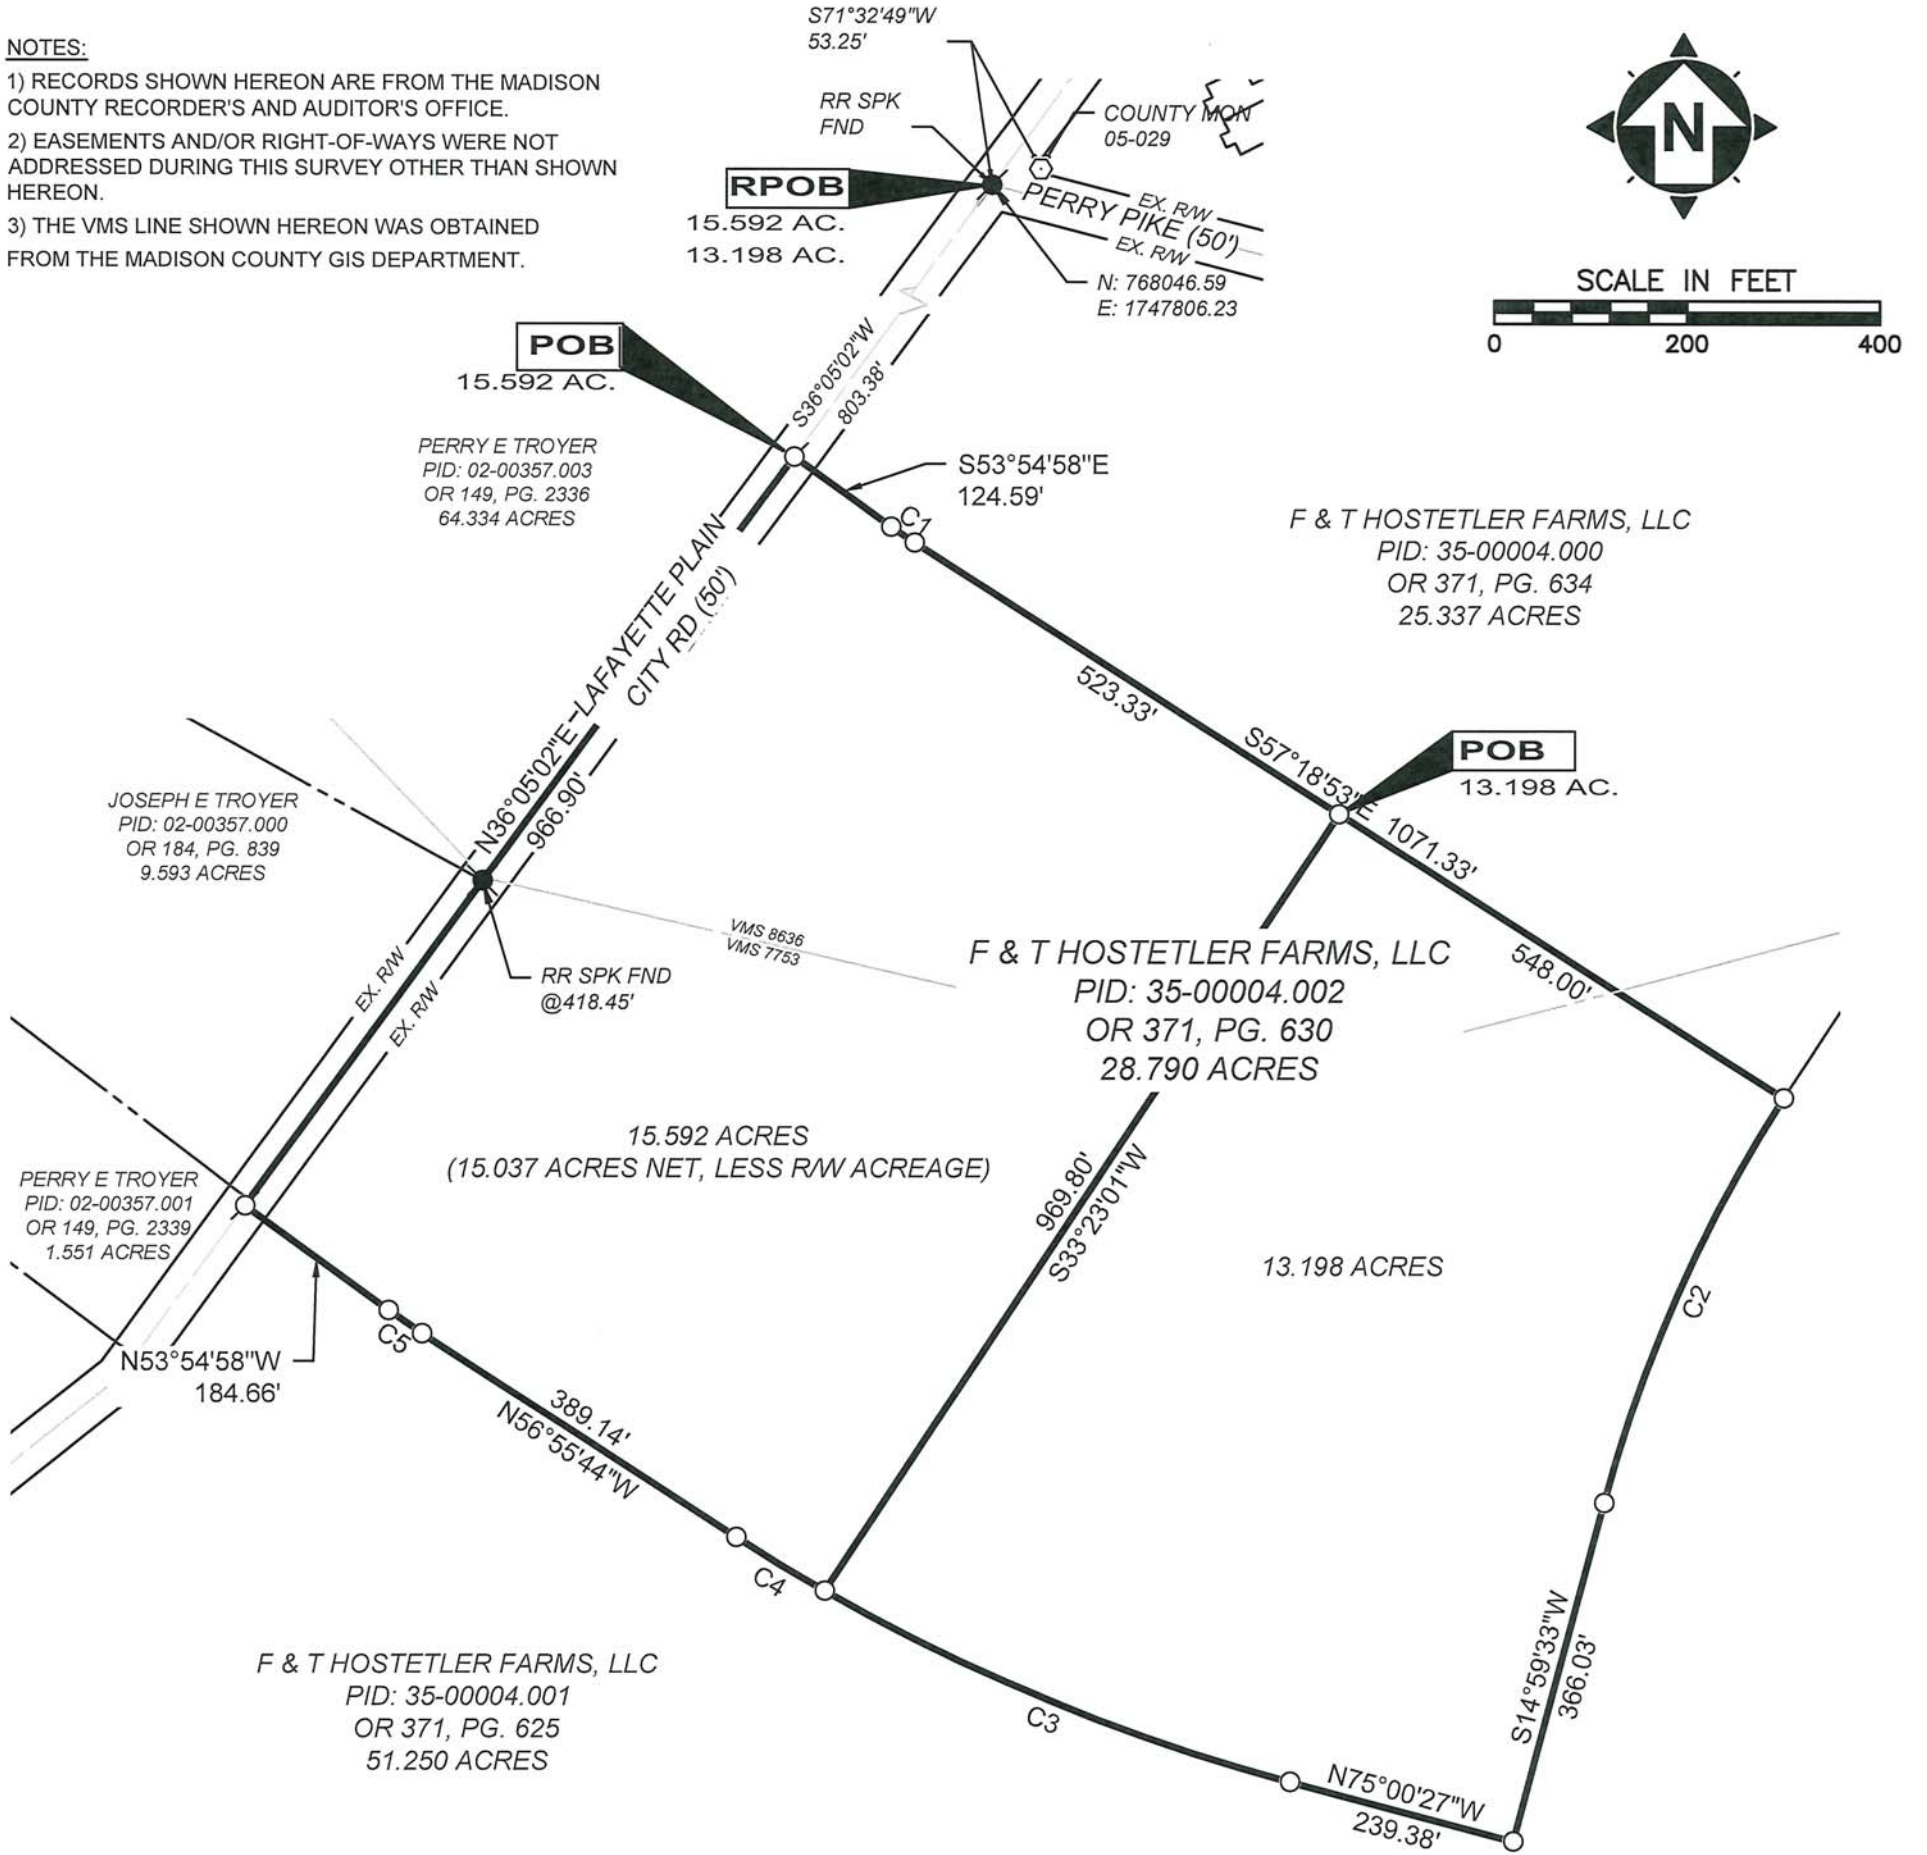 NOTES:
1) RECORDS SHOWN HEREON ARE FROM THE MADISON
COUNTY RECORDER'S AND AUDITOR'S OFFICE.
2) EASEMENTS AND/OR RIGHT-OF-WAYS WERE NOT
ADDRESSED DURING THIS SURVEY OTHER THAN SHOWN
HEREON.
3) THE VMS LINE SHOWN HEREON WAS OBTAINED
FROM THE MADISON COUNTY GIS DEPARTMENT.
S71°32'49"W
53.25'
RR SPK
FND
COUNTY MON
05-029
RPOB
15.592 AC.
13.198 AC.
EX. R/W
PERRY PIKE (50')
EX. R/W
N: 768046.59
E: 1747806.23
N
SCALE IN FEET
0 200 400
POB
15.592 AC.
S36°05'02"W
803.38'
PERRY E TROYER
PID: 02-00357.003
OR 149, PG. 2336
64.334 ACRES
S53°54'58"E
124.59'
C1
F & T HOSTETLER FARMS, LLC
PID: 35-00004.000
OR 371, PG. 634
25.337 ACRES
LAFAYETTE PLAIN
CITY RD (50')
523.33'
S57°18'53"E
1071.33'
POB
13.198 AC.
548.00'
N36°05'02"E
966.90'
JOSEPH E TROYER
PID: 02-00357.000
OR 184, PG. 839
9.593 ACRES
VMS 8636
VMS 7753
RR SPK FND
@418.45'
EX. R/W
EX. R/W
F & T HOSTETLER FARMS, LLC
PID: 35-00004.002
OR 371, PG. 630
28.790 ACRES
15.592 ACRES
(15.037 ACRES NET, LESS R/W ACREAGE)
969.80'
S33°23'01"W
PERRY E TROYER
PID: 02-00357.001
OR 149, PG. 2339
1.551 ACRES
13.198 ACRES
C2
N53°54'58"W
184.66'
C5
389.14'
N56°55'44"W
C4
S14°59'33"W
366.03'
F & T HOSTETLER FARMS, LLC
PID: 35-00004.001
OR 371, PG. 625
51.250 ACRES
C3
N75°00'27"W
239.38'